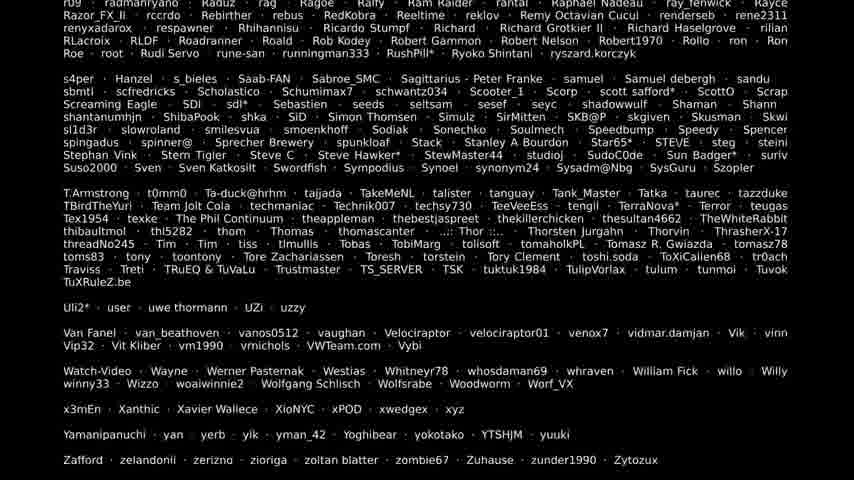 r09 · radmanryano · Raduz · rag · Ragoe · Ralfy · Ram Raider · rantal · Raphael Nadeau · ray_fenwick · Rayce
Razor_FX_II · rccrdo · Rebirther · rebus · RedKobra · Reeltime · reklov · Remy Octavian Cucul · renderseb · rene2311
renyxadarox · respawner · Rhihannisu · Ricardo Stumpf · Richard · Richard Grotkier II · Richard Haselgrove · rilian
RLacroix · RLDF · Roadranner · Roald · Rob Kodey · Robert Gammon · Robert Nelson · Robert1970 · Rollo · ron · Ron
Roe · root · Rudi Servo · rune-san · runningman333 · RushPill* · Ryoko Shintani · ryszard.korczyk
s4per · Hanzel · s_bieles · Saab-FAN · Sabroe_SMC · Sagittarius - Peter Franke · samuel · Samuel debergh · sandu
sbmtl · scfredricks · Scholastico · Schumimax7 · schwantz034 · Scooter_1 · Scorp · scott safford* · ScottO · Scrap
Screaming Eagle · SDI · sdl* · Sebastien · seeds · seltsam · sesef · seyc · shadowwulf · Shaman · Shann
shantanumhjn · ShibaPook · shka · SiD · Simon Thomsen · Simulz · SirMitten · SKB@P · skgiven · Skusman · Skwi
sl1d3r · slowroland · smilesvua · smoenkhoff · Sodiak · Sonechko · Soulmech · Speedbump · Speedy · Spencer
spingadus · spinner@ · Sprecher Brewery · spunkloaf · Stack · Stanley A Bourdon · Star65* · STE\/E · steg · steini
Stephan Vink · Stern Tigler · Steve C · Steve Hawker* · StewMaster44 · studioJ · SudoC0de · Sun Badger* · suriv
Suso2000 · Sven · Sven Katkosilt · Swordfish · Sympodius · Synoel · synonym24 · Sysadm@Nbg · SysGuru · Szopler
T.Armstrong · t0mm0 · Ta-duck@hrhm · taijada · TakeMeNL · talister · tanguay · Tank_Master · Tatka · taurec · tazzduke
TBirdTheYuri · Team Jolt Cola · techmaniac · Technik007 · techsy730 · TeeVeeEss · tengil · TerraNova* · Terror · teugas
Tex1954 · texke · The Phil Continuum · theappleman · thebestjaspreet · thekillerchicken · thesultan4662 · TheWhiteRabbit
thibaultmol · thl5282 · thom · Thomas · thomascanter · ..:: Thor ::.. · Thorsten Jurgahn · Thorvin · ThrasherX-17
threadNo245 · Tim · Tim · tiss · tlmullis · Tobas · TobiMarg · tolisoft · tomaholkPL · Tomasz R. Gwiazda · tomasz78
toms83 · tony · toontony · Tore Zachariassen · Toresh · torstein · Tory Clement · toshi.soda · ToXiCalien68 · tr0ach
Traviss · Treti · TRuEQ & TuVaLu · Trustmaster · TS_SERVER · TSK · tuktuk1984 · TulipVorlax · tulum · tunmoi · Tuvok
TuXRuleZ.be
Uli2* · user · uwe thormann · UZi · uzzy
Van Fanel · van_beathoven · vanos0512 · vaughan · Velociraptor · velociraptor01 · venox7 · vidmar.damjan · Vik · vinn
Vip32 · Vit Kliber · vm1990 · vmichols · VWTeam.com · Vybi
Watch-Video · Wayne · Werner Pasternak · Westias · Whitneyr78 · whosdaman69 · whraven · William Fick · willo · Willy
winny33 · Wizzo · woaiwinnie2 · Wolfgang Schlisch · Wolfsrabe · Woodworm · Worf_VX
x3mEn · Xanthic · Xavier Wallece · XioNYC · xPOD · xwedgex · xyz
Yamanipanuchi · yan · yerb · ylk · yman_42 · Yoghibear · yokotako · YTSHJM · yuuki
Zafford · zelandonii · zerizno · zioriga · zoltan blatter · zombie67 · Zuhause · zunder1990 · Zytozux